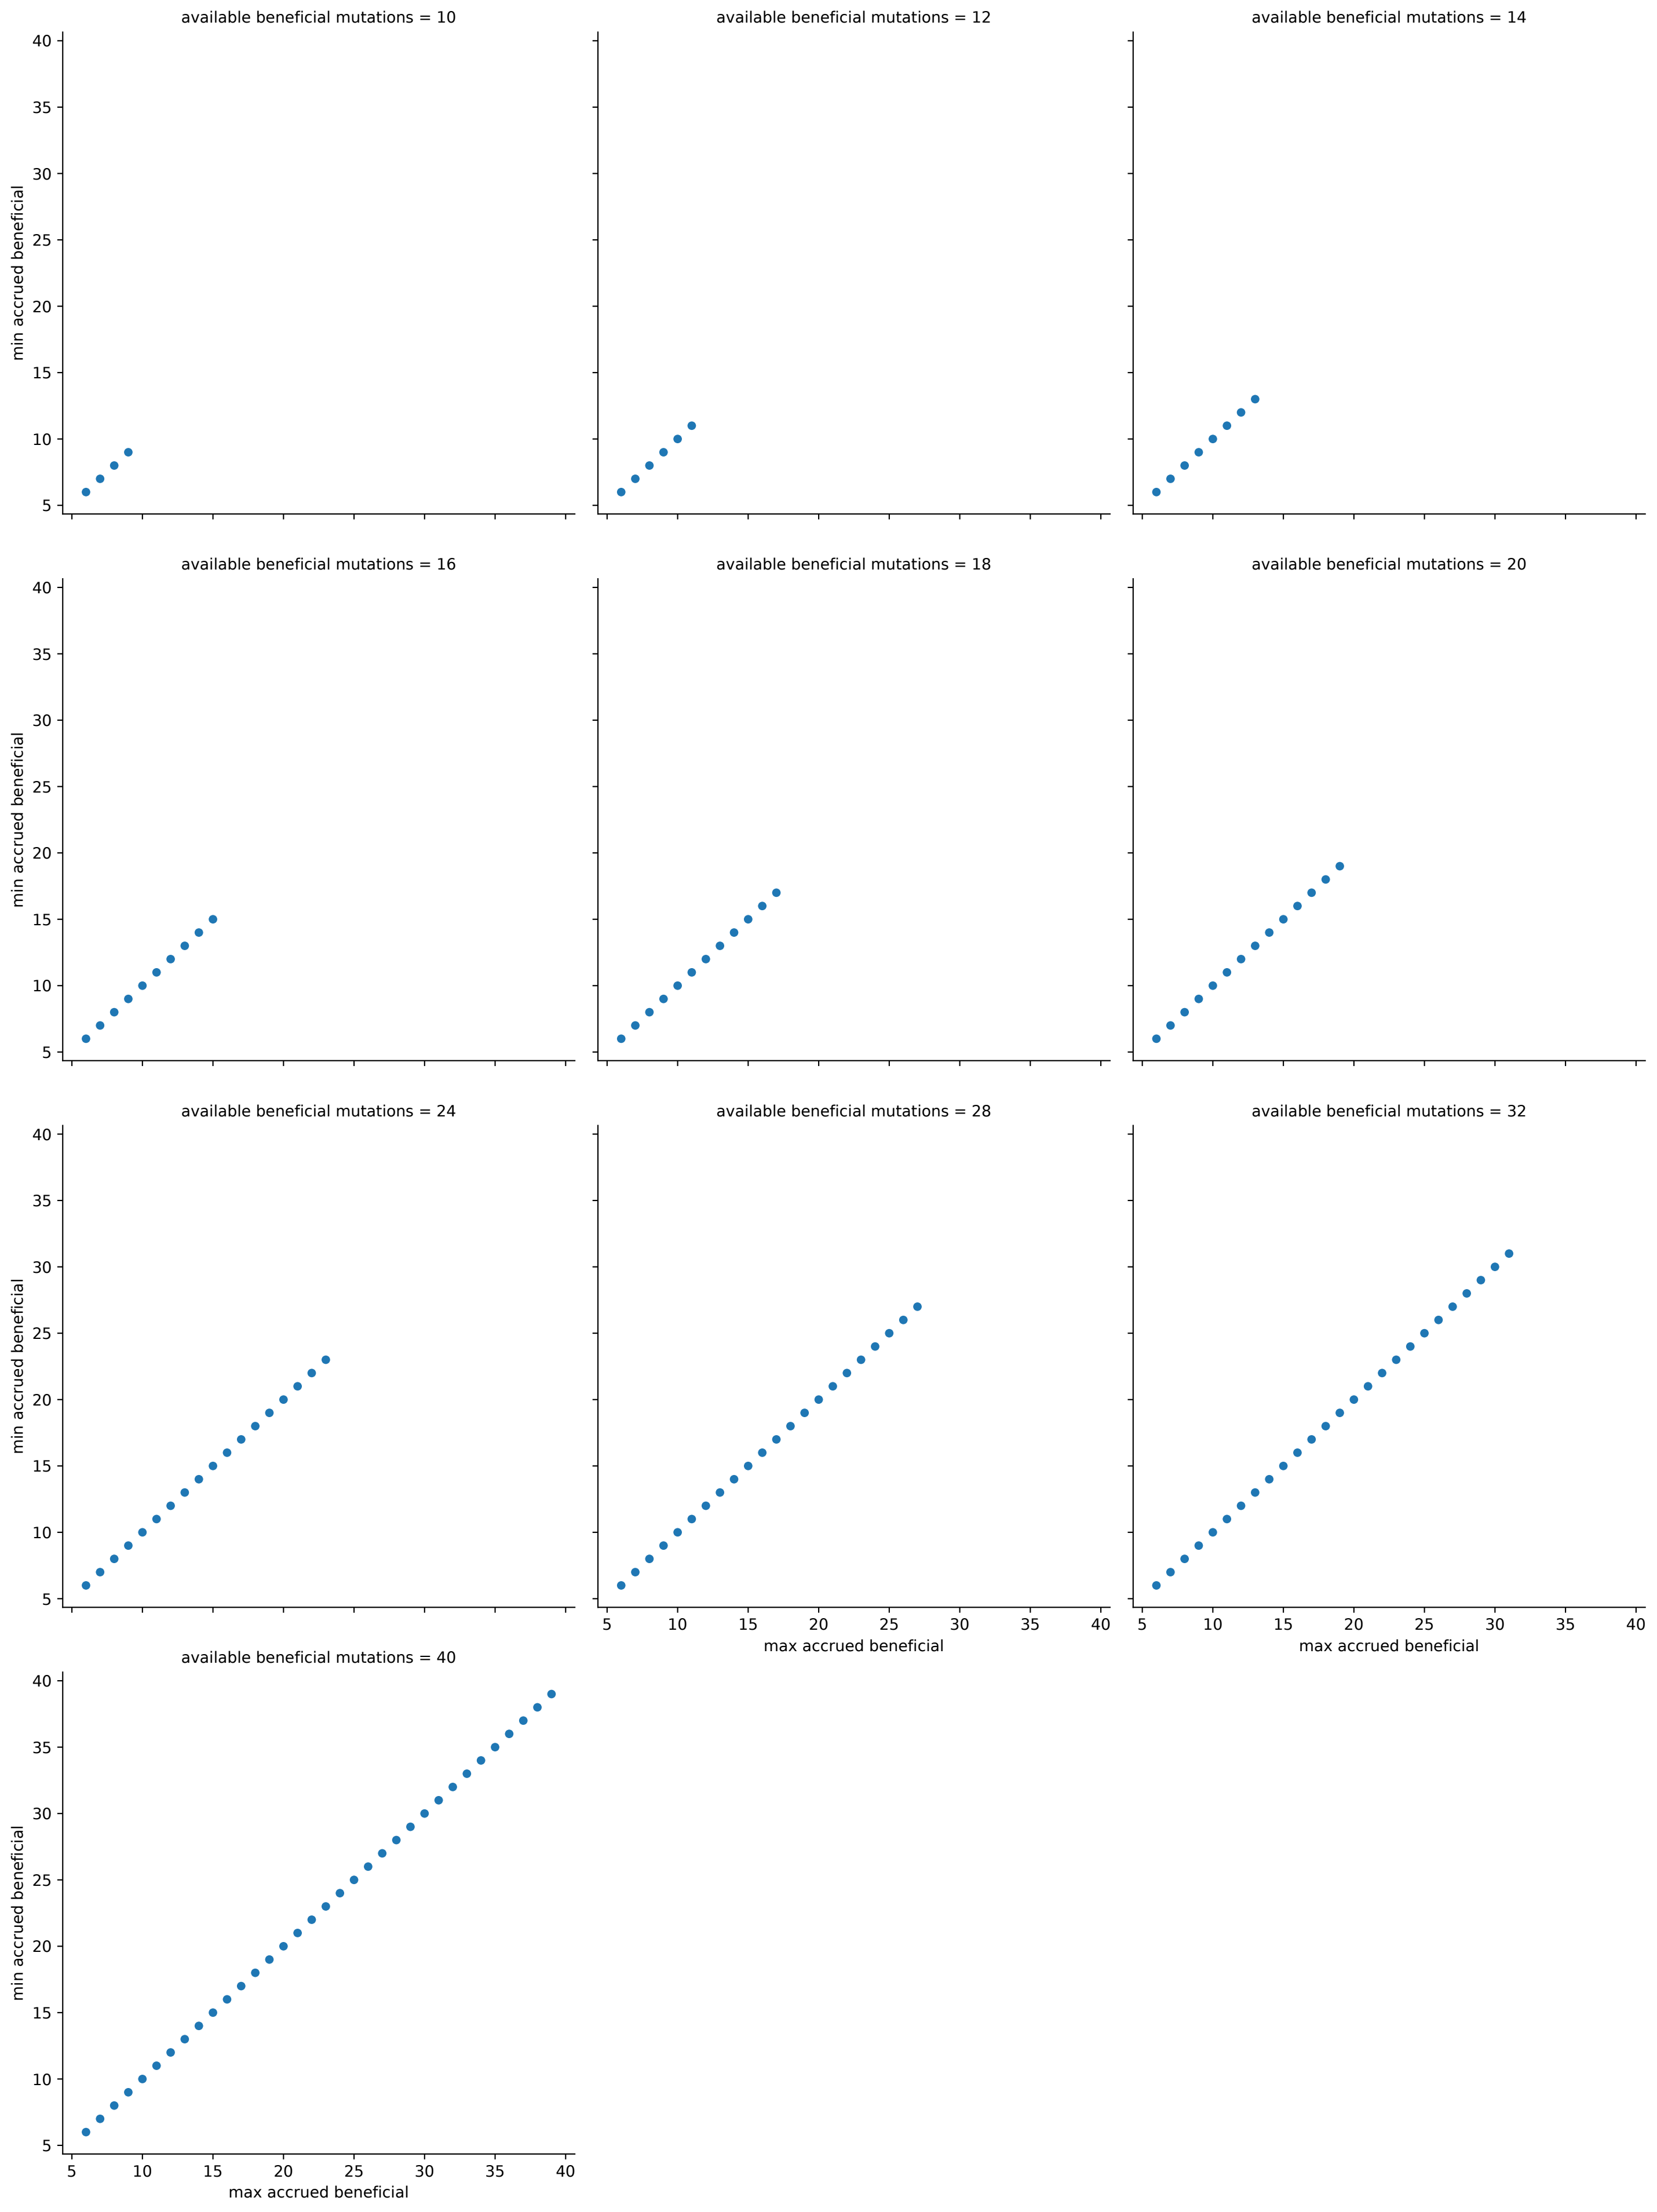 available beneficial mutations = 10
available beneficial mutations = 12
available beneficial mutations = 14
40
35
30
25
20
15
10
5
min accrued beneficial
available beneficial mutations = 16
available beneficial mutations = 18
available beneficial mutations = 20
40
35
30
25
20
15
10
5
min accrued beneficial
available beneficial mutations = 24
available beneficial mutations = 28
available beneficial mutations = 32
40
35
30
25
20
15
10
5
min accrued beneficial
5 10 15 20 25 30 35 40
max accrued beneficial
5 10 15 20 25 30 35 40
max accrued beneficial
available beneficial mutations = 40
40
35
30
25
20
15
10
5
min accrued beneficial
5 10 15 20 25 30 35 40
max accrued beneficial